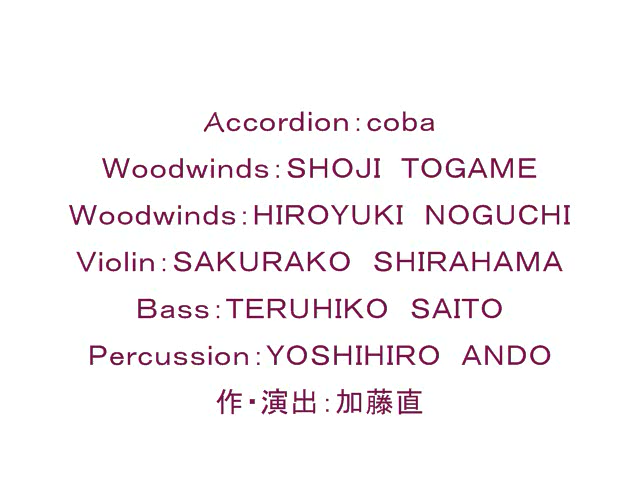 Accordion：coba
Woodwinds：SHOJI　TOGAME
Woodwinds：HIROYUKI　NOGUCHI
Violin：SAKURAKO　SHIRAHAMA
Bass：TERUHIKO　SAITO
Percussion：YOSHIHIRO　ANDO
作・演出：加藤直